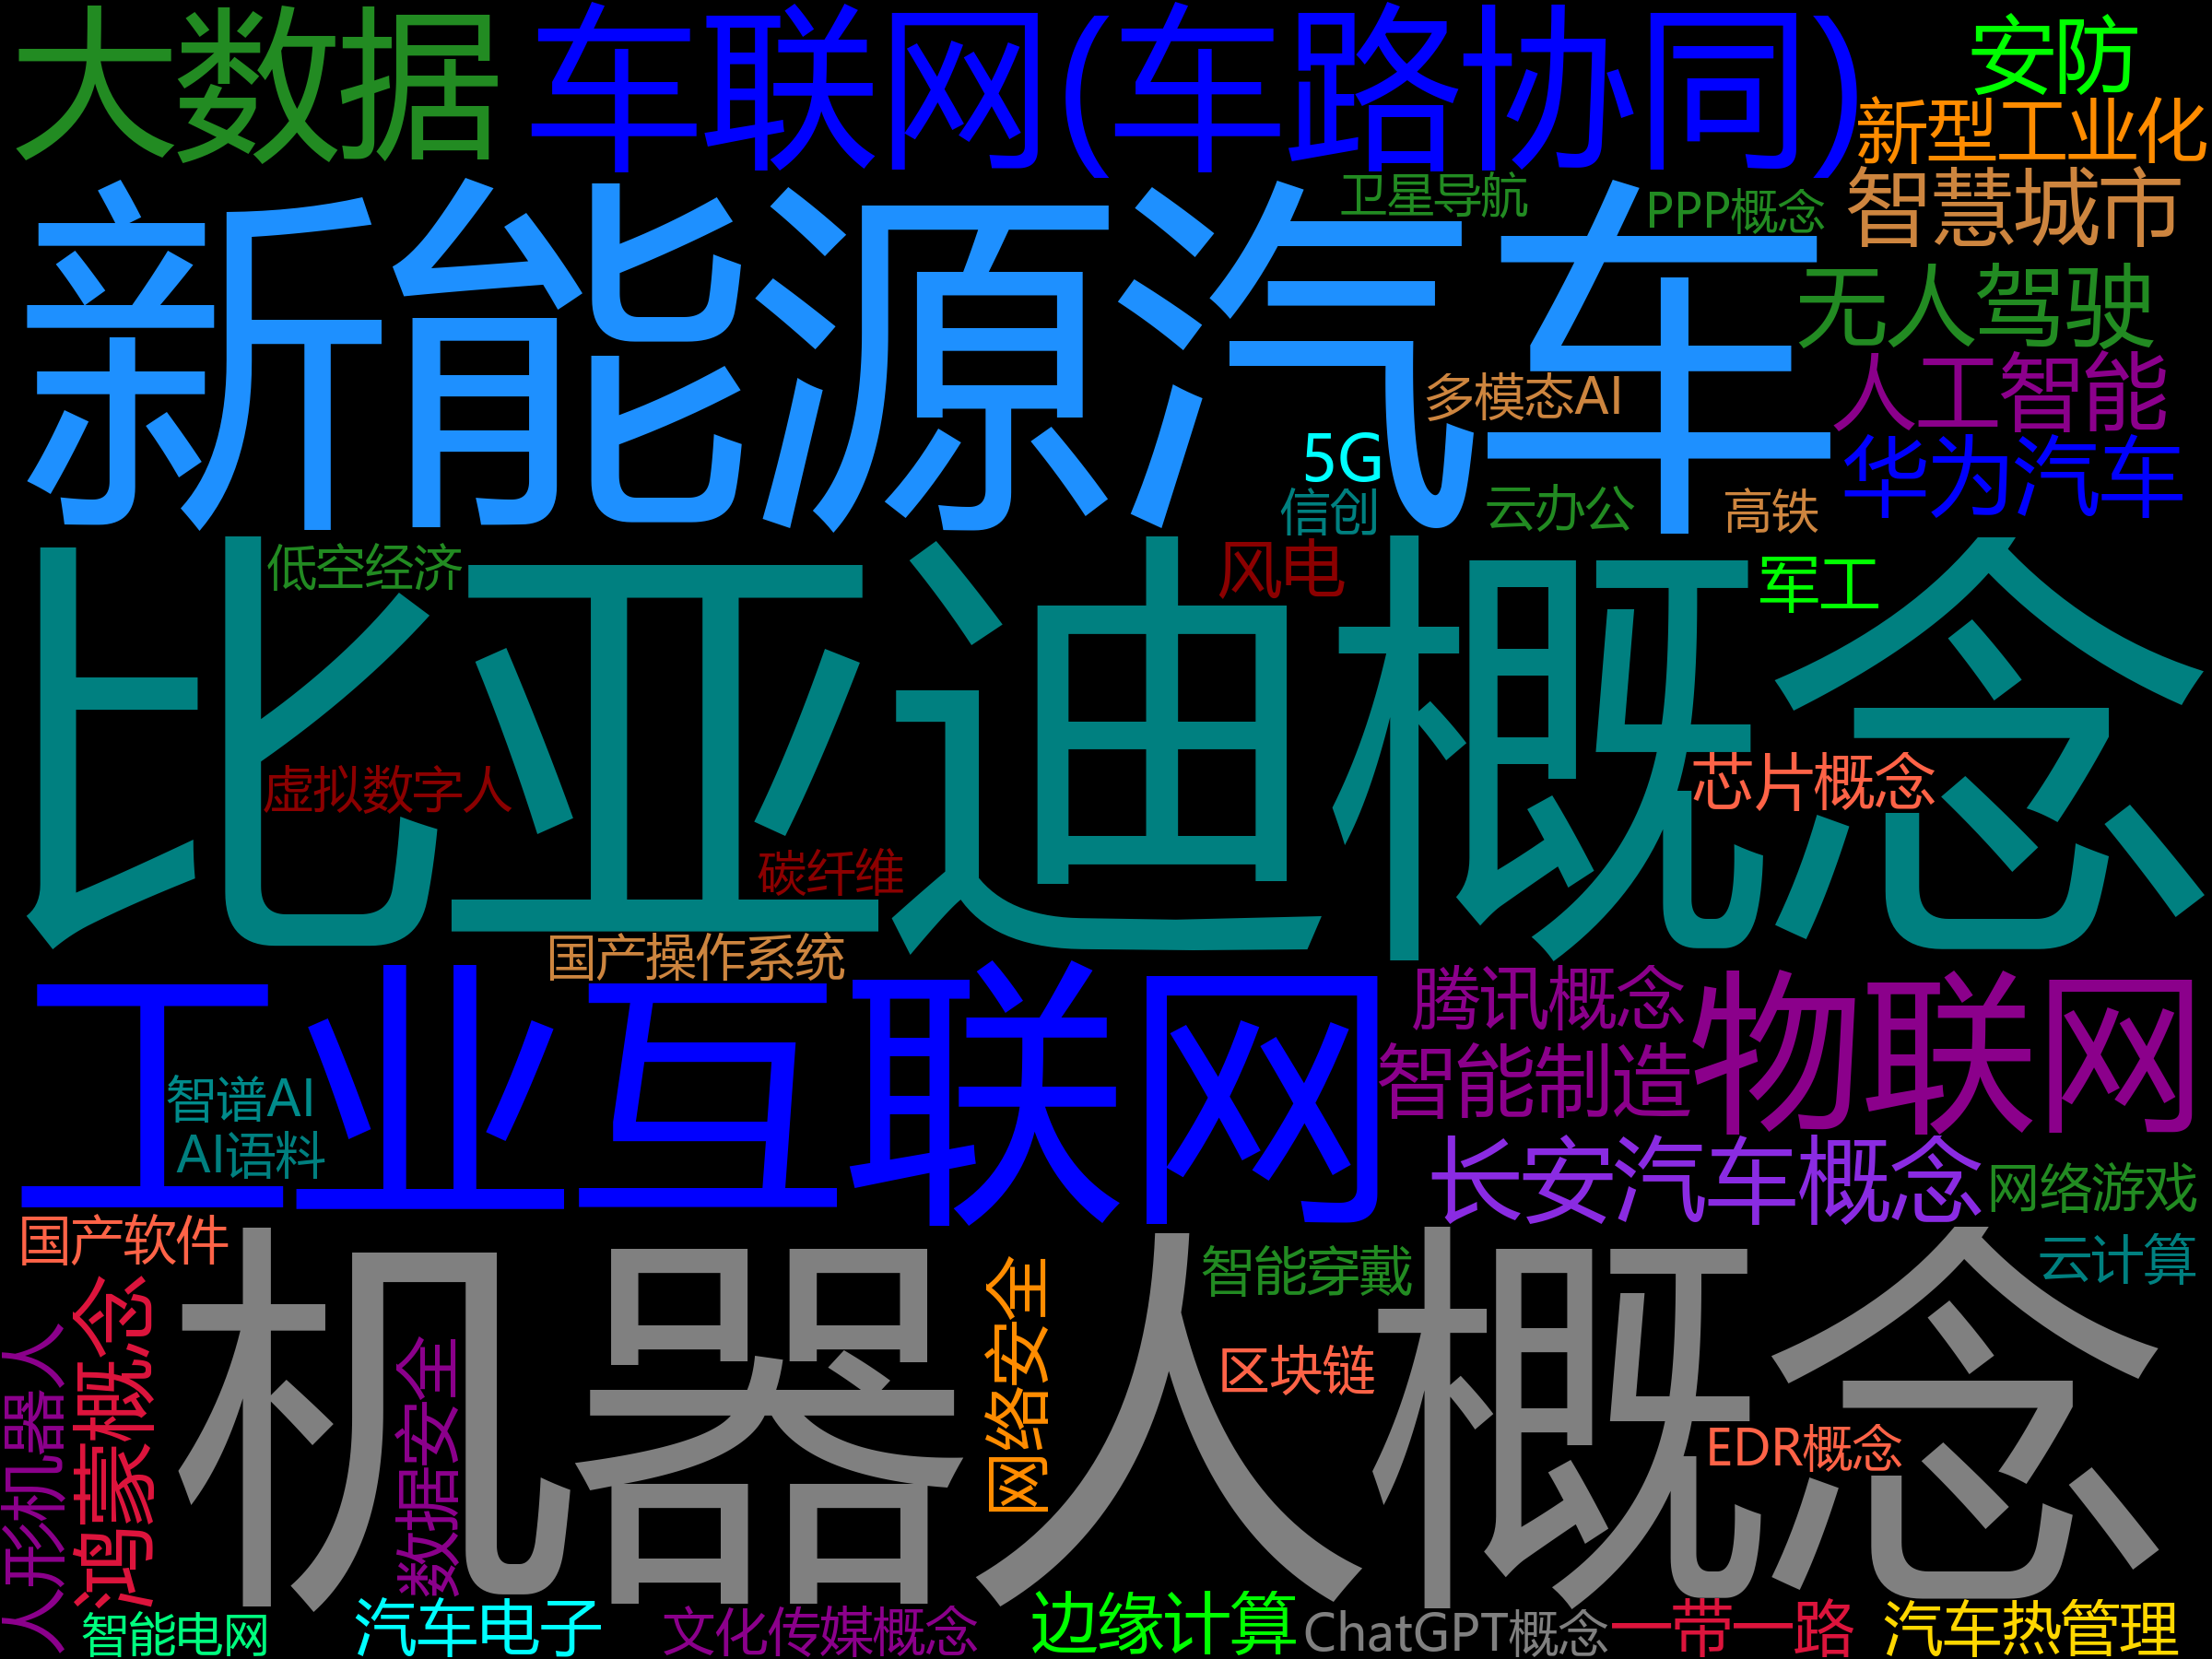 大数据
车联网(车路协同)
安防
新型工业化
卫星导航
PPP概念
智慧城市
新能源汽车
无人驾驶
人工智能
多模态AI
5G
华为汽车
信创
云办公
高铁
低空经济
风电
军工
比亚迪概念
芯片概念
虚拟数字人
碳纤维
国产操作系统
工业互联网
腾讯概念
物联网
智能制造
智谱AI
AI语料
长安汽车概念
网络游戏
国产软件
云计算
智能穿戴
机器人概念
人形机器人
鸿蒙概念
数据安全
网络安全
区块链
EDR概念
智能电网
汽车电子
文化传媒概念
边缘计算
ChatGPT概念
一带一路
汽车热管理